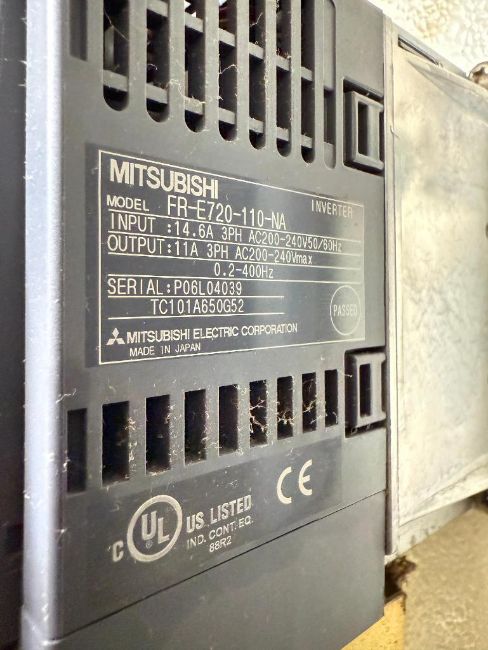 MITSUBISHI
MODEL FR-E720-110-NA INVERTER
INPUT :14.6A 3PH AC200-240V50/60Hz
OUTPUT:11A 3PH AC200-240Vmax
0.2-400Hz
SERIAL:P06L04039
TC101A650G52
PASSED
MITSUBISHI ELECTRIC CORPORATION
MADE IN JAPAN
C UL US LISTED
IND. CONT. EQ.
88R2
CE